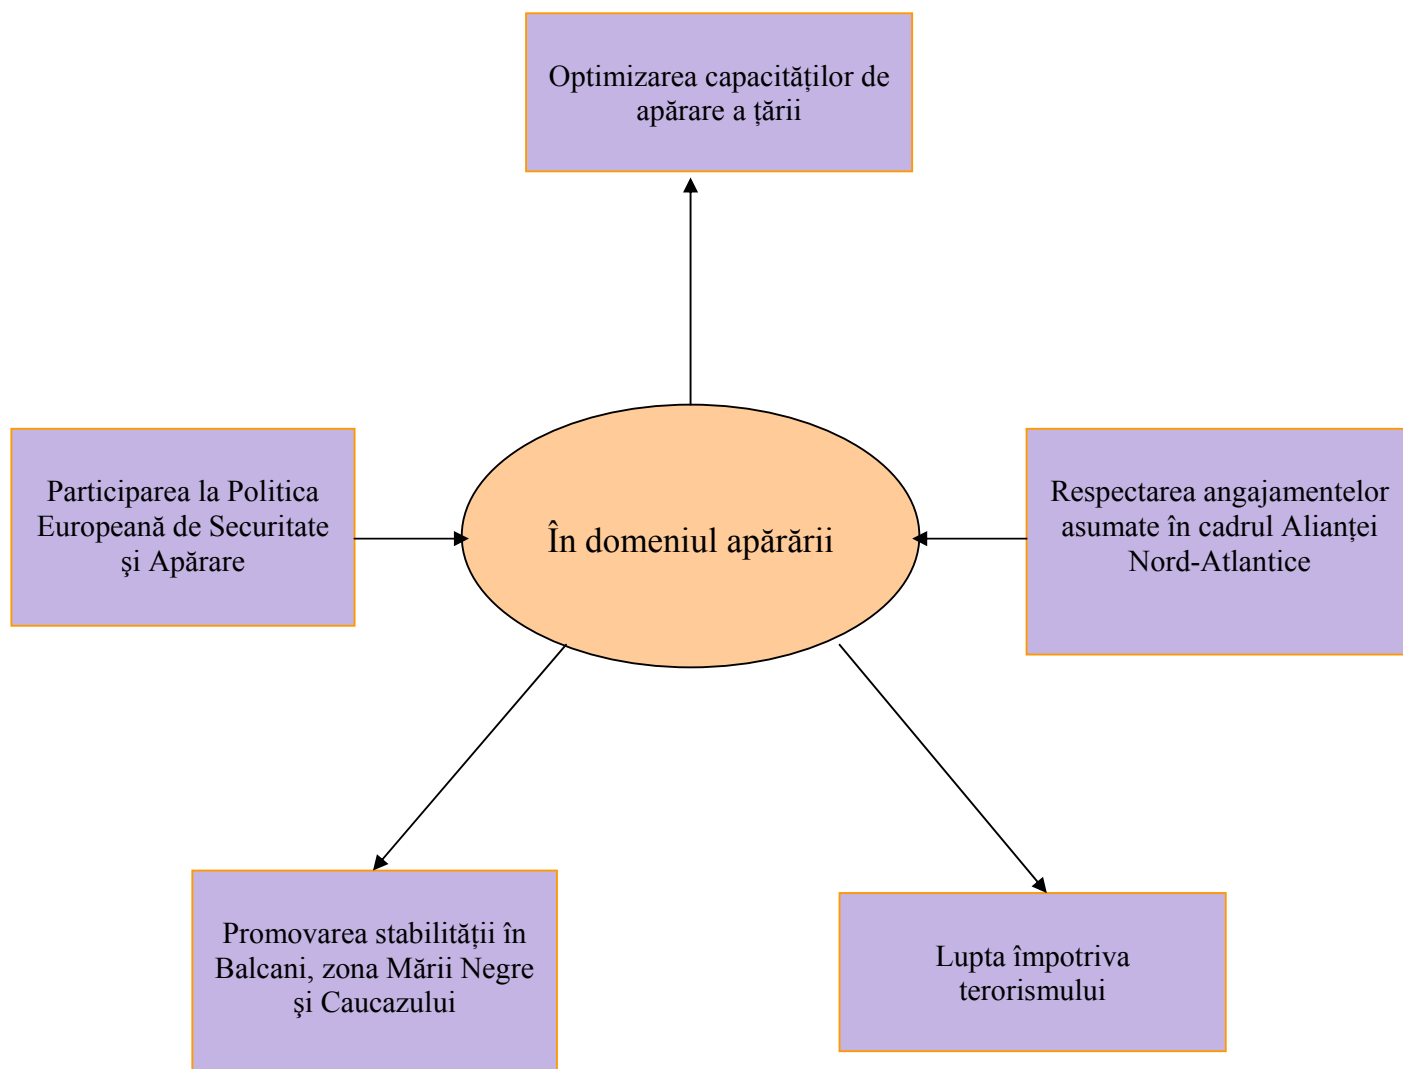 Optimizarea capacităților de
apărare a țării
Participarea la Politica
Europeană de Securitate
şi Apărare
În domeniul apărării
Respectarea angajamentelor
asumate în cadrul Alianței
Nord-Atlantice
Promovarea stabilității în
Balcani, zona Mării Negre
şi Caucazului
Lupta împotriva
terorismului